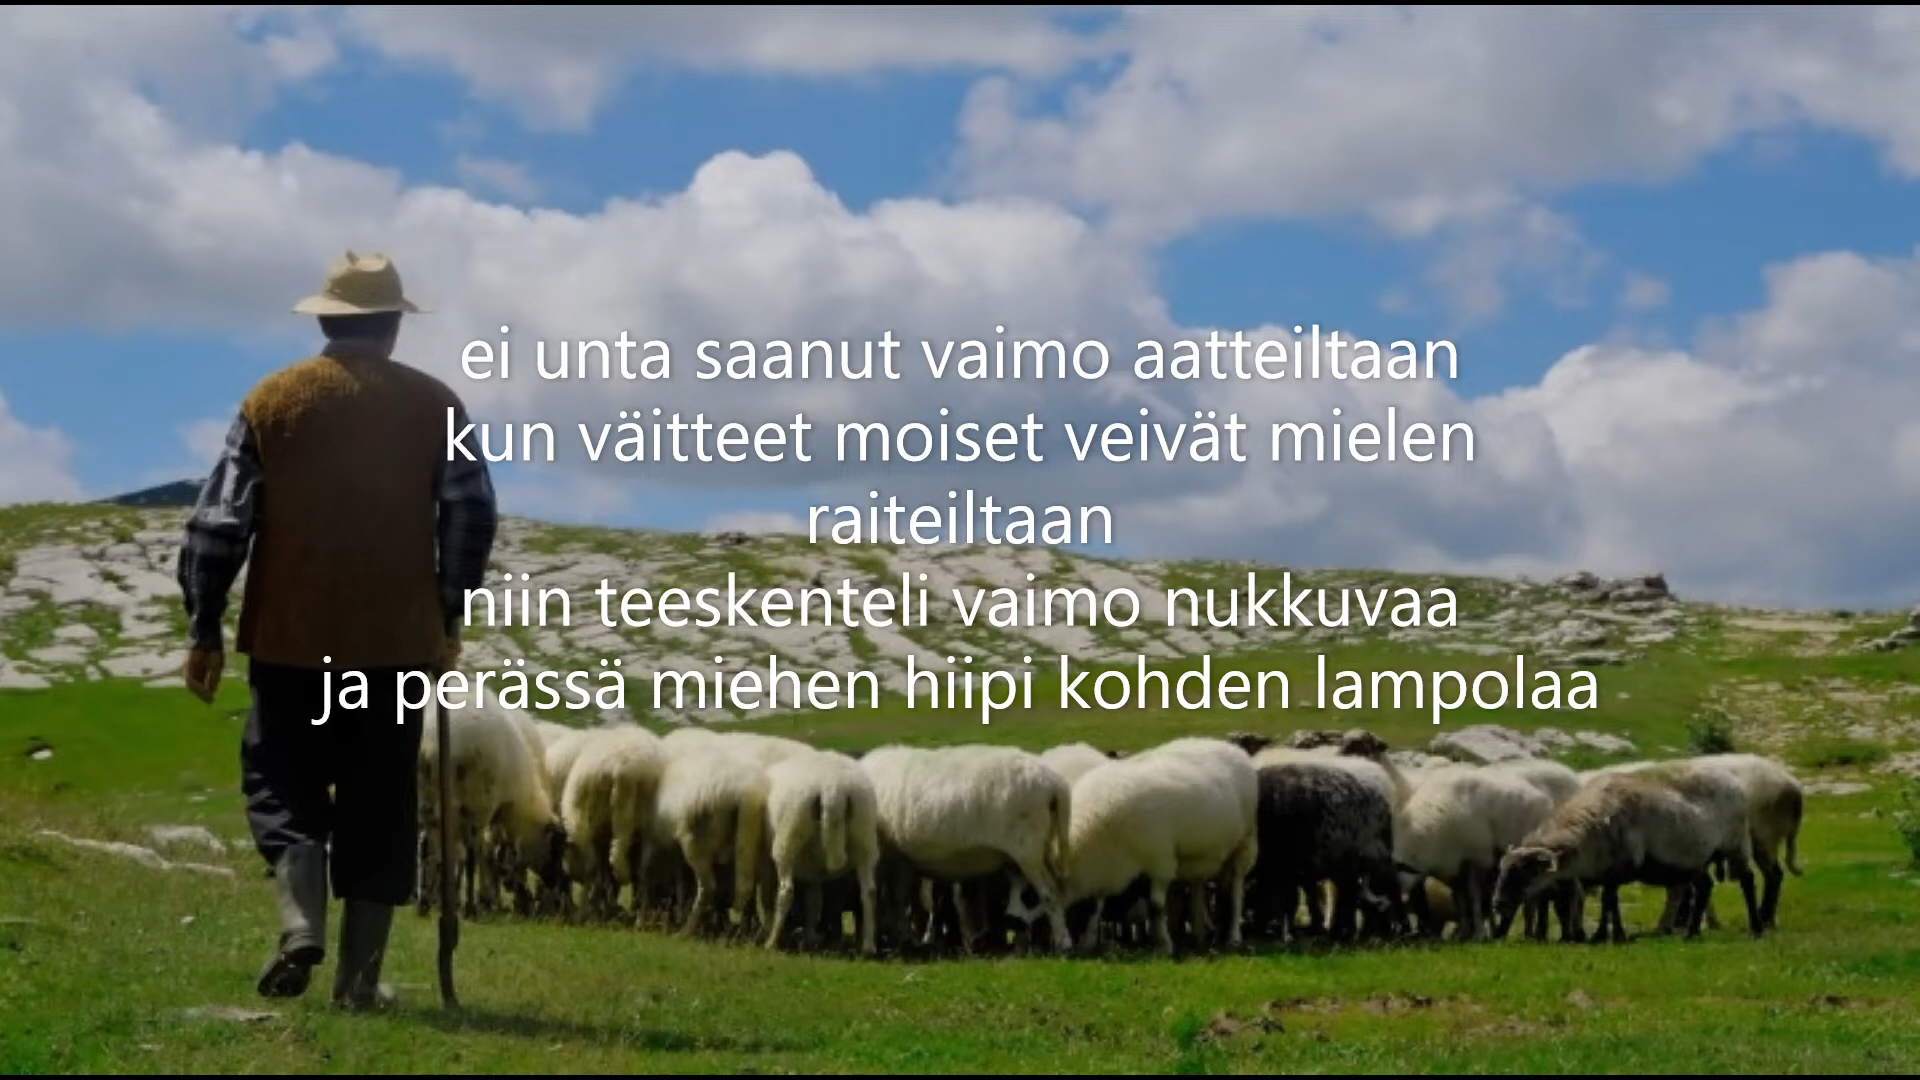 ei unta saanut vaimo aatteiltaan
kun väitteet moiset veivät mielen
raiteiltaan
niin teeskenteli vaimo nukkuvaa
ja perässä miehen hiipi kohden lampolaa